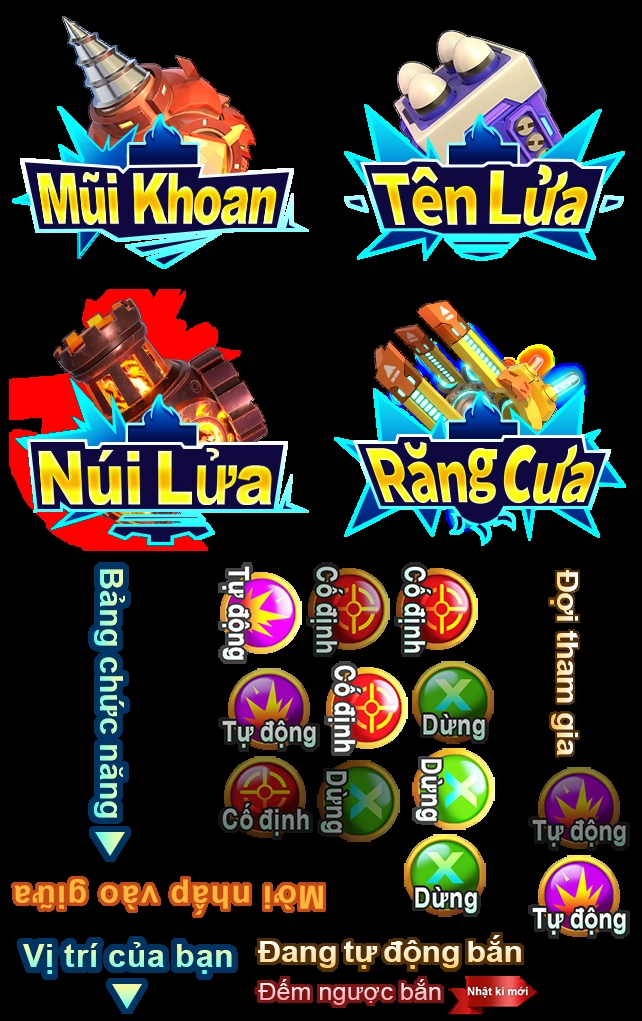 Mũi Khoan
Tên Lửa
Núi Lửa
Răng Cưa
Bảng chức năng
Tự động
Cố định
Cố định
Đợi tham gia
Tự động
Cố định
Dừng
Cố định
Dừng
Dừng
Tự động
Dừng
Tự động
Mời nhấp vào giữa
Vị trí của bạn
Đang tự động bắn
Đếm ngược bắn
Nhật kí mới